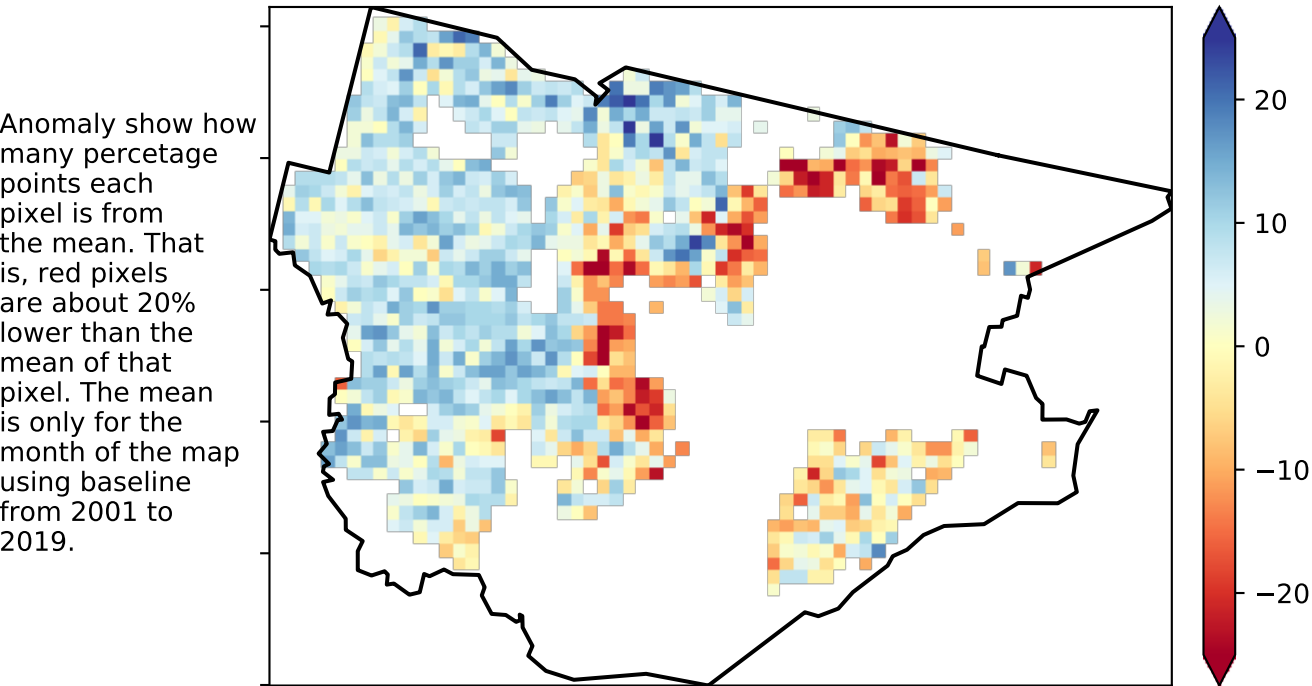 Anomaly show how
many percetage
points each
pixel is from
the mean. That
is, red pixels
are about 20%
lower than the
mean of that
pixel. The mean
is only for the
month of the map
using baseline
from 2001 to
2019.
20
10
0
−10
−20